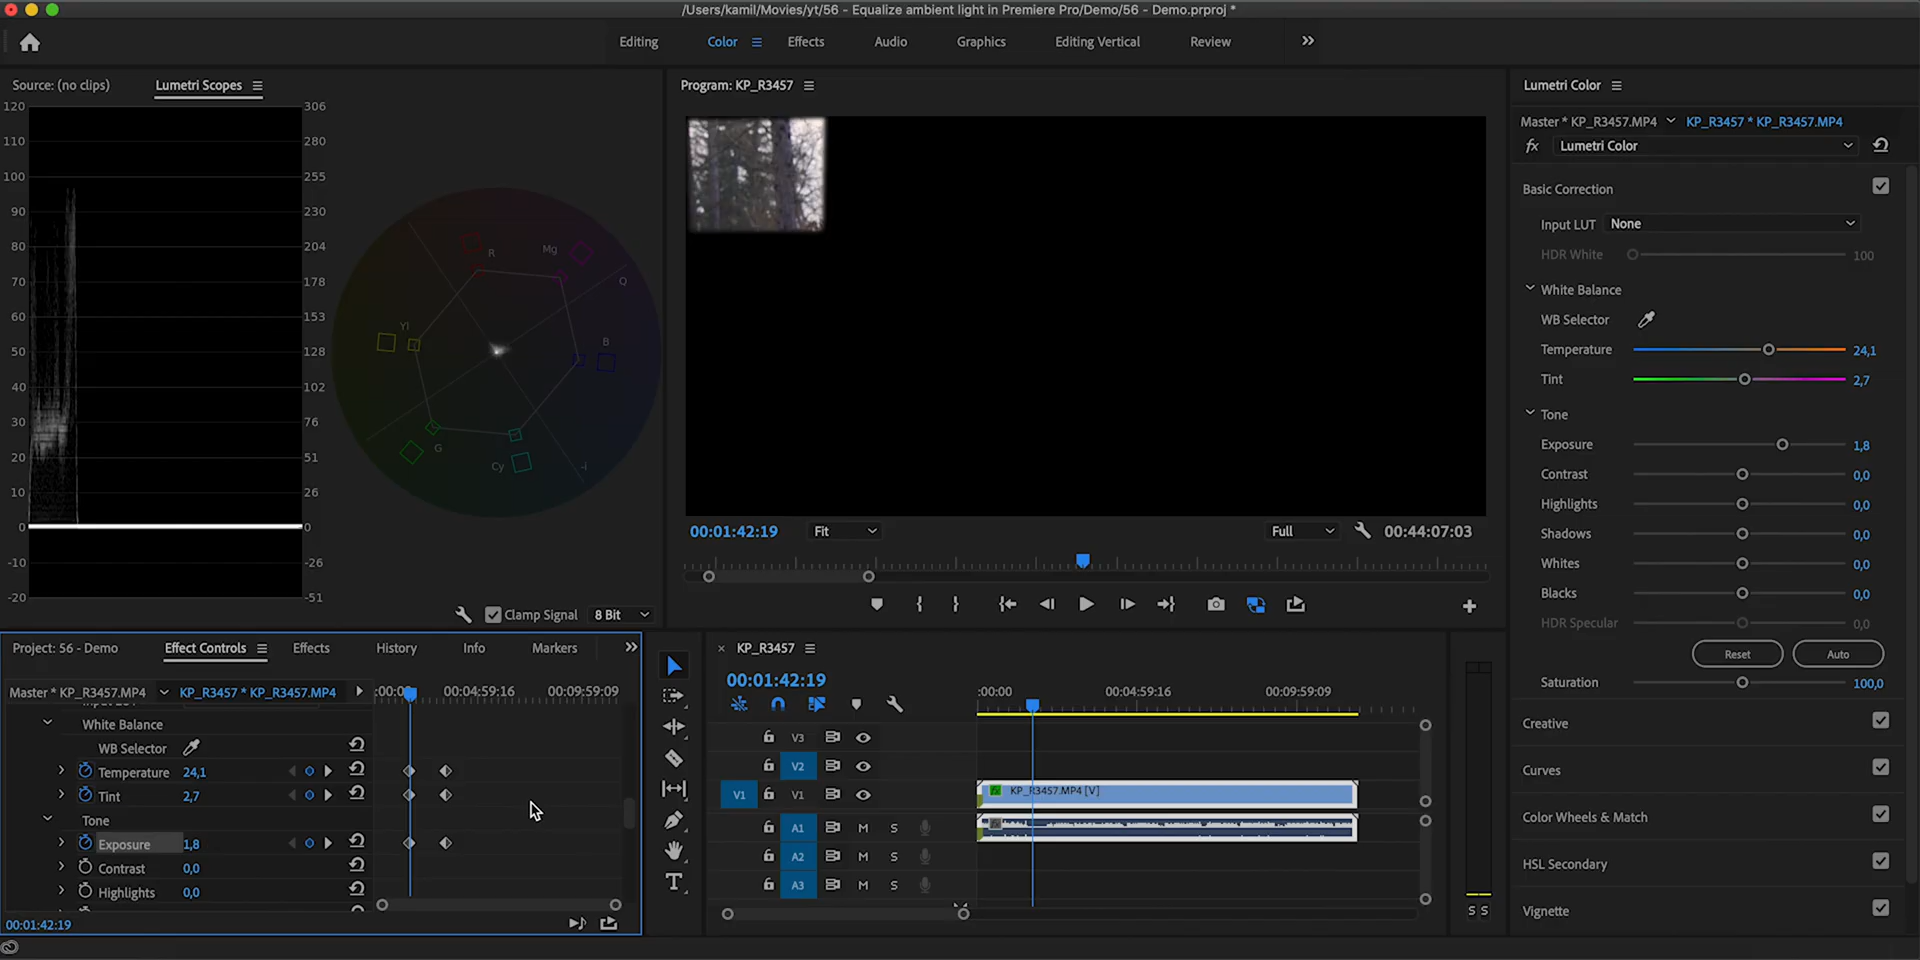 /Users/kamil/Movies/yt/56 - Equalize ambient light in Premiere Pro/Demo/56 - Demo.prproj *
Editing Color Effects Audio Graphics Editing Vertical Review
Source: (no clips) Lumetri Scopes
120 306
110 280
100 255
90 230
80 204
70 178
60 153
50 128
40 102
30 76
20 51
10 26
0 0
-10 -26
-20 -51
R Mg Q
Yl B
G Cy -i
Clamp Signal 8 Bit
Program: KP_R3457
00:01:42:19 Fit Full 00:44:07:03
Lumetri Color
Master * KP_R3457.MP4 KP_R3457 * KP_R3457.MP4
fx Lumetri Color
Basic Correction
Input LUT None
HDR White 100
White Balance
WB Selector
Temperature 24,1
Tint 2,7
Tone
Exposure 1,8
Contrast 0,0
Highlights 0,0
Shadows 0,0
Whites 0,0
Blacks 0,0
HDR Specular 0,0
Reset Auto
Saturation 100,0
Creative
Curves
Color Wheels & Match
HSL Secondary
Vignette
Project: 56 - Demo Effect Controls Effects History Info Markers
Master * KP_R3457.MP4 KP_R3457 * KP_R3457.MP4 :00:0 00:04:59:16 00:09:59:09
White Balance
WB Selector
Temperature 24,1
Tint 2,7
Tone
Exposure 1,8
Contrast 0,0
Highlights 0,0
00:01:42:19
× KP_R3457
00:01:42:19
:00:00 00:04:59:16 00:09:59:09
V3
V2
V1 V1 KP_R3457.MP4 [V]
A1 M S
A2 M S
A3 M S
S S